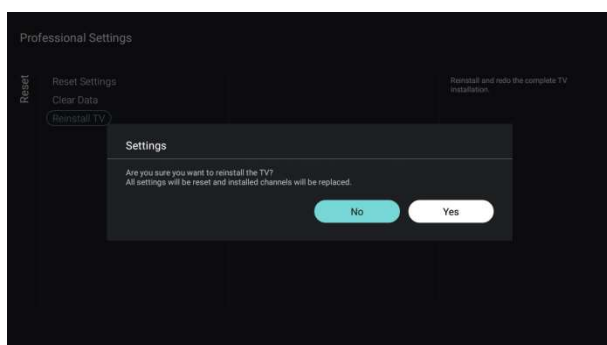 Professional Settings
Reset
Reset Settings
Clear Data
Reinstall TV
Reinstall and redo the complete TV
installation.
Settings
Are you sure you want to reinstall the TV?
All settings will be reset and installed channels will be replaced.
No
Yes